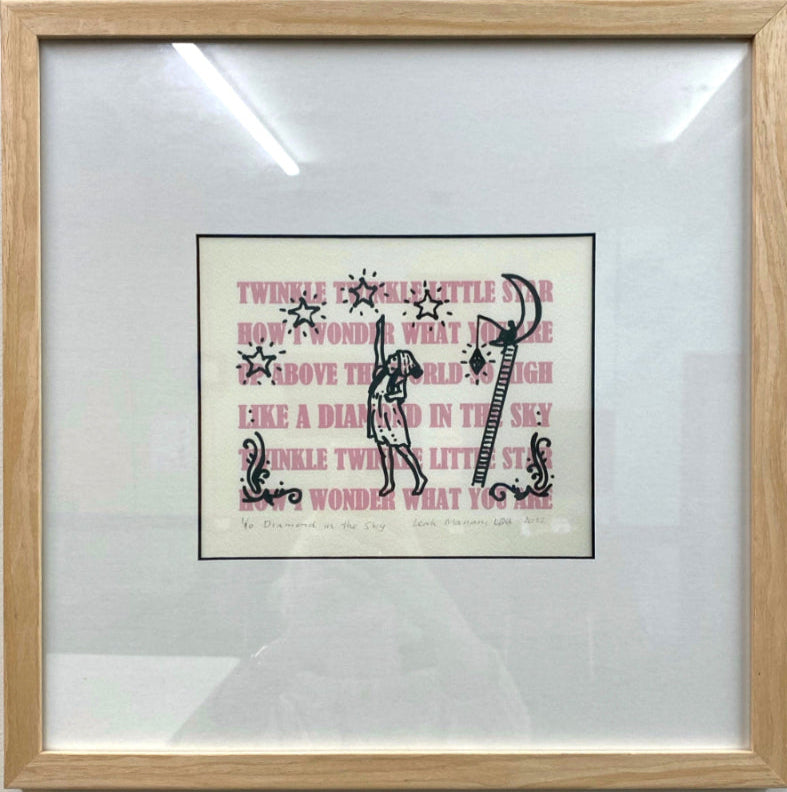 TWINKLE TWINKLE LITTLE STAR
HOW I WONDER WHAT YOU ARE
UP ABOVE THE WORLD SO HIGH
LIKE A DIAMOND IN THE SKY
TWINKLE TWINKLE LITTLE STAR
HOW I WONDER WHAT YOU ARE
Diamond in the Sky Leah